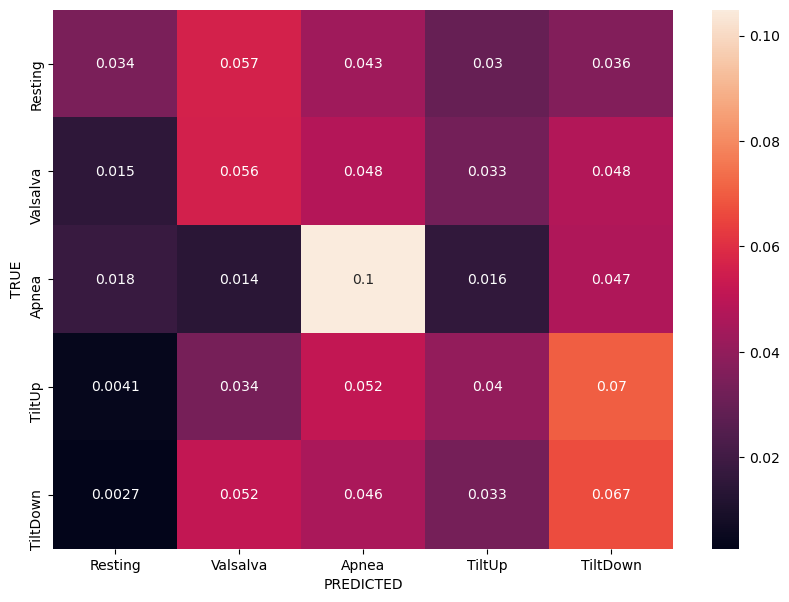 0.10
Resting 0.034 0.057 0.043 0.03 0.036
0.08
Valsalva 0.015 0.056 0.048 0.033 0.048
0.06
TRUE
Apnea 0.018 0.014 0.1 0.016 0.047
0.04
TiltUp 0.0041 0.034 0.052 0.04 0.07
0.02
TiltDown 0.0027 0.052 0.046 0.033 0.067
Resting Valsalva Apnea TiltUp TiltDown
PREDICTED